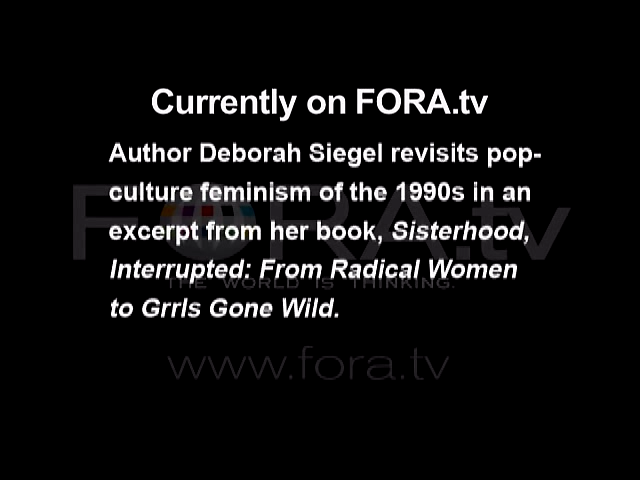 Currently on FORA.tv
Author Deborah Siegel revisits pop-
culture feminism of the 1990s in an
excerpt from her book, Sisterhood,
Interrupted: From Radical Women
to Grrls Gone Wild.
FORA.tv
THE WORLD IS THINKING.
www.fora.tv